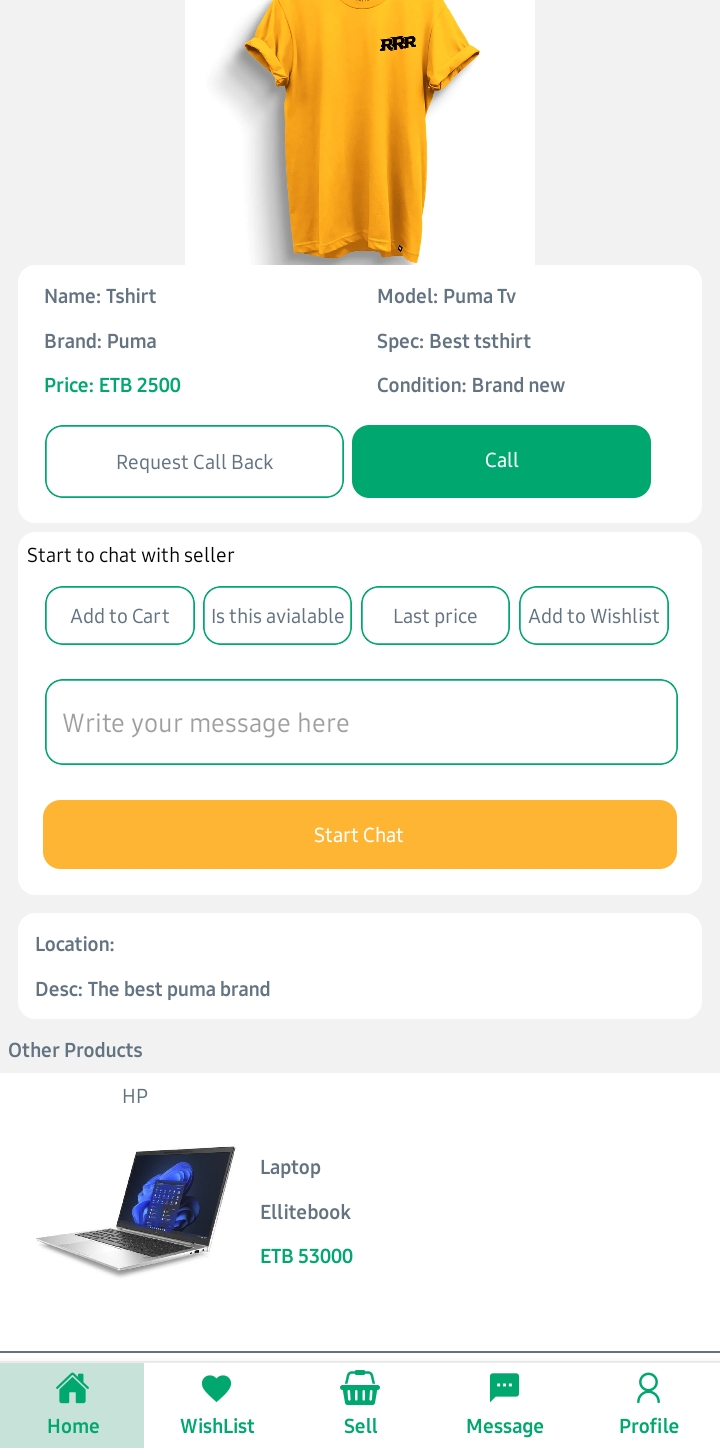 RRR
Name: Tshirt
Model: Puma Tv
Brand: Puma
Spec: Best tsthirt
Price: ETB 2500
Condition: Brand new
Request Call Back
Call
Start to chat with seller
Add to Cart
Is this avialable
Last price
Add to Wishlist
Write your message here
Start Chat
Location:
Desc: The best puma brand
Other Products
HP
Laptop
Ellitebook
ETB 53000
Home
WishList
Sell
Message
Profile